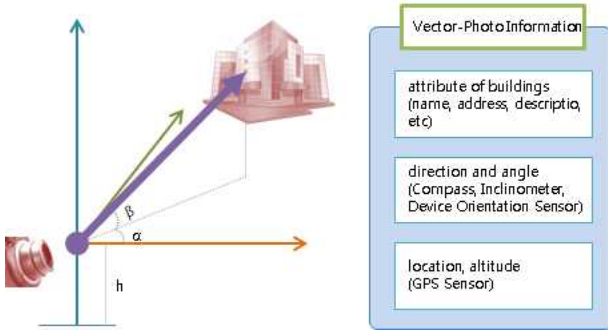 β
α
h
Vector-Photo Information
attribute of buildings
(name, address, descriptio,
etc)
direction and angle
(Compass, Inclinometer,
Device Orientation Sensor)
location, altitude
(GPS Sensor)